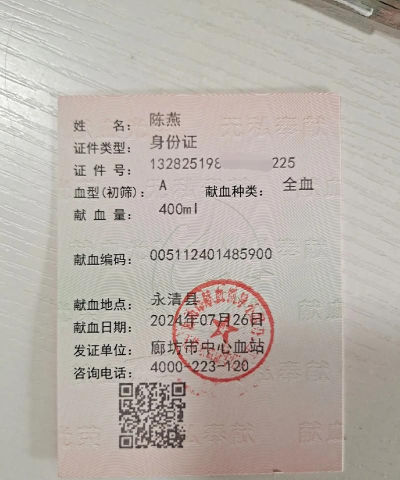 姓 名： 陈燕
证件类型： 身份证
证 件 号： 132825198 225
血型(初筛)： A 献血种类： 全血
献 血 量： 400ml
献血编码： 005112401485900
献血地点： 永清县
献血日期： 2024年07月26日
发证单位： 廊坊市中心血站
咨询电话： 4000-223-120